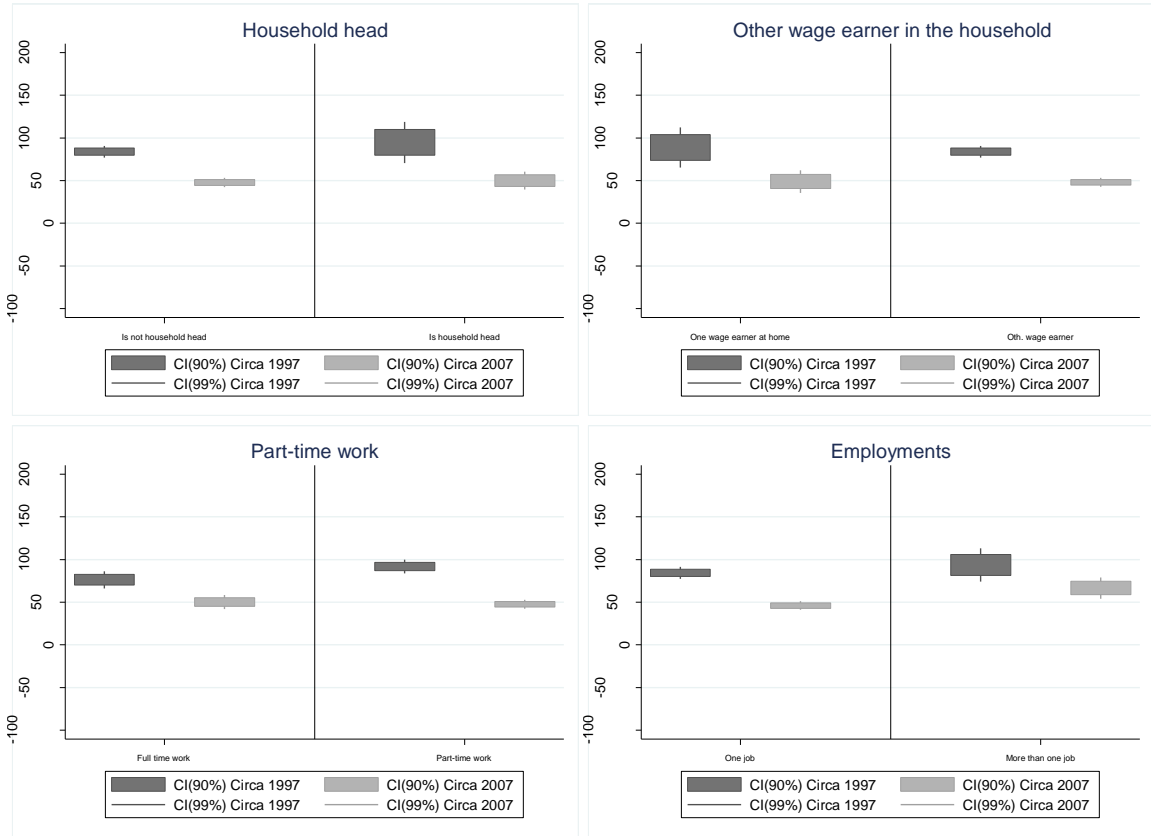 Household head
200
150
100
50
0
-50
-100
Is not household head
Is household head
CI(90%) Circa 1997
CI(90%) Circa 2007
CI(99%) Circa 1997
CI(99%) Circa 2007
Other wage earner in the household
200
150
100
50
0
-50
-100
One wage earner at home
Oth. wage earner
CI(90%) Circa 1997
CI(90%) Circa 2007
CI(99%) Circa 1997
CI(99%) Circa 2007
Part-time work
200
150
100
50
0
-50
-100
Full time work
Part-time work
CI(90%) Circa 1997
CI(90%) Circa 2007
CI(99%) Circa 1997
CI(99%) Circa 2007
Employments
200
150
100
50
0
-50
-100
One job
More than one job
CI(90%) Circa 1997
CI(90%) Circa 2007
CI(99%) Circa 1997
CI(99%) Circa 2007